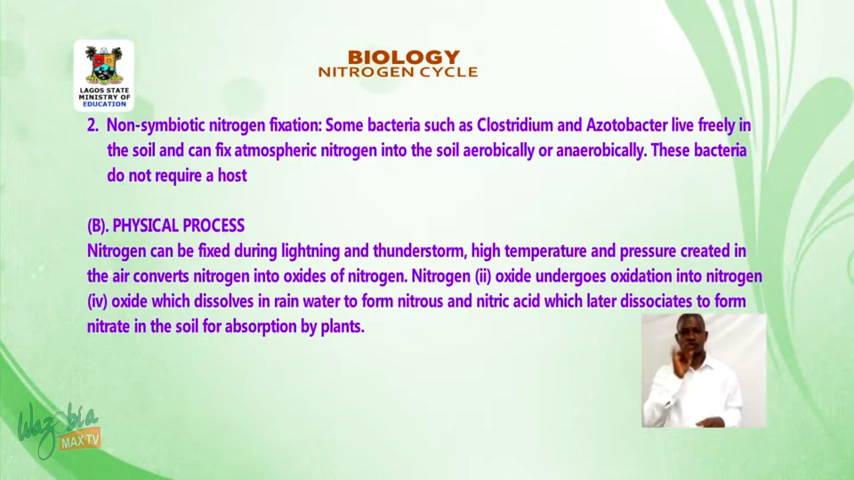 BIOLOGY
NITROGEN CYCLE
LAGOS STATE
MINISTRY OF
EDUCATION
2. Non-symbiotic nitrogen fixation: Some bacteria such as Clostridium and Azotobacter live freely in
the soil and can fix atmospheric nitrogen into the soil aerobically or anaerobically. These bacteria
do not require a host
(B). PHYSICAL PROCESS
Nitrogen can be fixed during lightning and thunderstorm, high temperature and pressure created in
the air converts nitrogen into oxides of nitrogen. Nitrogen (ii) oxide undergoes oxidation into nitrogen
(iv) oxide which dissolves in rain water to form nitrous and nitric acid which later dissociates to form
nitrate in the soil for absorption by plants.
Wazobia
MAX TV